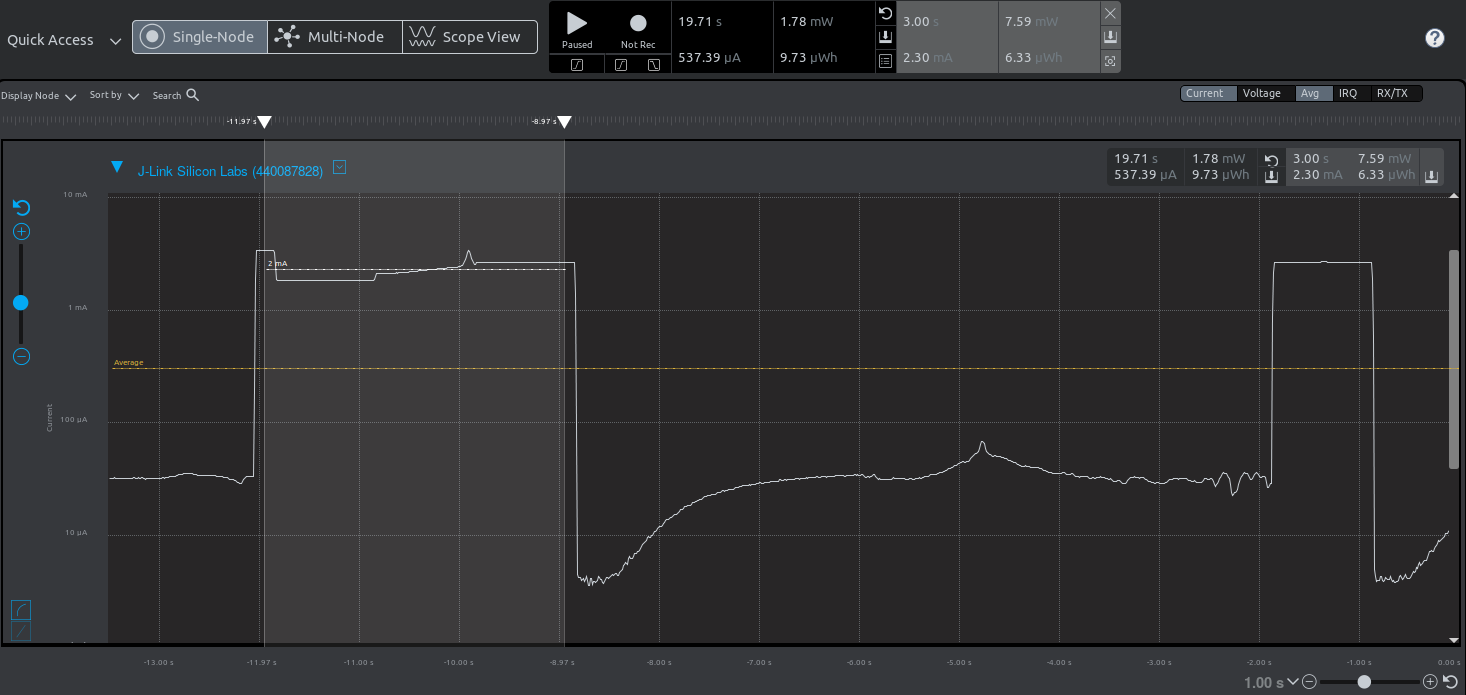 Quick Access
Single-Node
Multi-Node
Scope View
Paused
Not Rec
19.71 s
1.78 mW
537.39 µA
9.73 µWh
3.00 s
7.59 mW
2.30 mA
6.33 µWh
Display Node
Sort by
Search
Current
Voltage
Avg
IRQ
RX/TX
-11.97 s
-8.97 s
J-Link Silicon Labs (440087828)
19.71 s
1.78 mW
3.00 s
7.59 mW
537.39 µA
9.73 µWh
2.30 mA
6.33 µWh
10 mA
2 mA
1 mA
Average
Current
100 µA
10 µA
-13.00 s
-11.97 s
-11.00 s
-10.00 s
-8.97 s
-8.00 s
-7.00 s
-6.00 s
-5.00 s
-4.00 s
-3.00 s
-2.00 s
-1.00 s
0.00 s
1.00 s